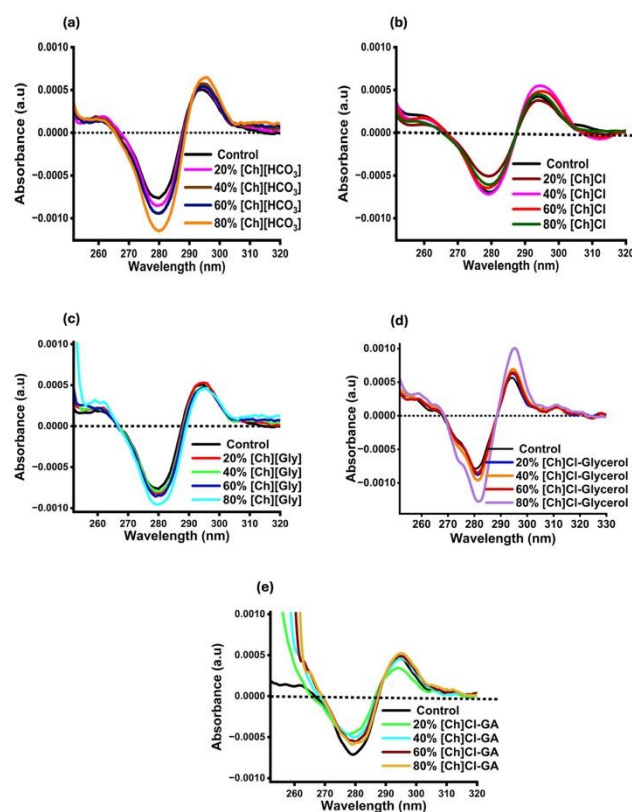 (a)
Absorbance (a.u)
0.0010
0.0005
0.0000
−0.0005
−0.0010
Control
20% [Ch][HCO₃]
40% [Ch][HCO₃]
60% [Ch][HCO₃]
80% [Ch][HCO₃]
260 270 280 290 300 310 320
Wavelength (nm)
(b)
Absorbance (a.u)
0.0010
0.0005
0.0000
−0.0005
−0.0010
Control
20% [Ch]Cl
40% [Ch]Cl
60% [Ch]Cl
80% [Ch]Cl
260 270 280 290 300 310 320
Wavelength (nm)
(c)
Absorbance (a.u)
0.0010
0.0005
0.0000
−0.0005
−0.0010
Control
20% [Ch][Gly]
40% [Ch][Gly]
60% [Ch][Gly]
80% [Ch][Gly]
260 270 280 290 300 310 320
Wavelength (nm)
(d)
Absorbance (a.u)
0.0010
0.0005
0.0000
-0.0005
-0.0010
Control
20% [Ch]Cl-Glycerol
40% [Ch]Cl-Glycerol
60% [Ch]Cl-Glycerol
80% [Ch]Cl-Glycerol
260 270 280 290 300 310 320 330
Wavelength (nm)
(e)
Absorbance (a.u)
0.0010
0.0005
0.0000
−0.0005
−0.0010
Control
20% [Ch]Cl-GA
40% [Ch]Cl-GA
60% [Ch]Cl-GA
80% [Ch]Cl-GA
260 270 280 290 300 310 320
Wavelength (nm)